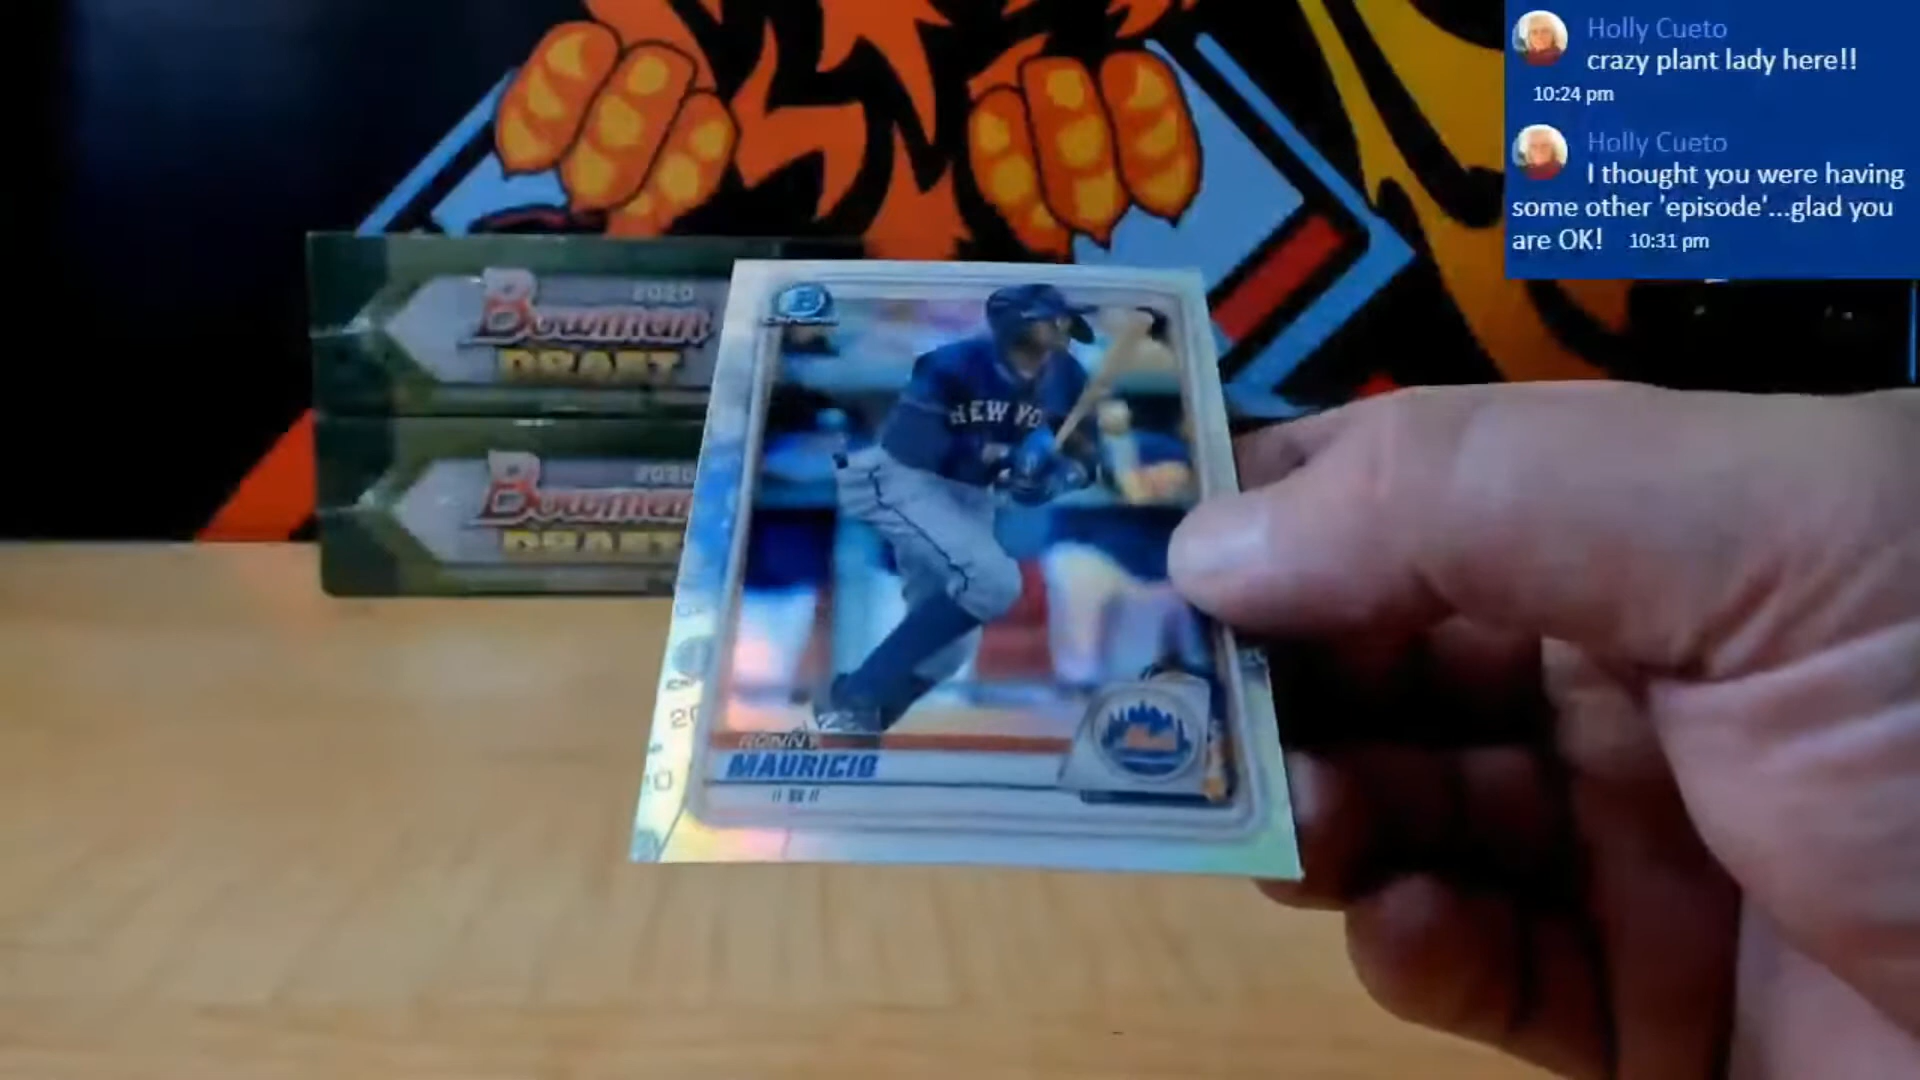 Holly Cueto
crazy plant lady here!!
10:24 pm
Holly Cueto
I thought you were having
some other 'episode'...glad you
are OK! 10:31 pm
2020
Bowman
DRAFT
2020
Bowman
DRAFT
B
CHROME
NEW YO
RONNY
MAURICIO